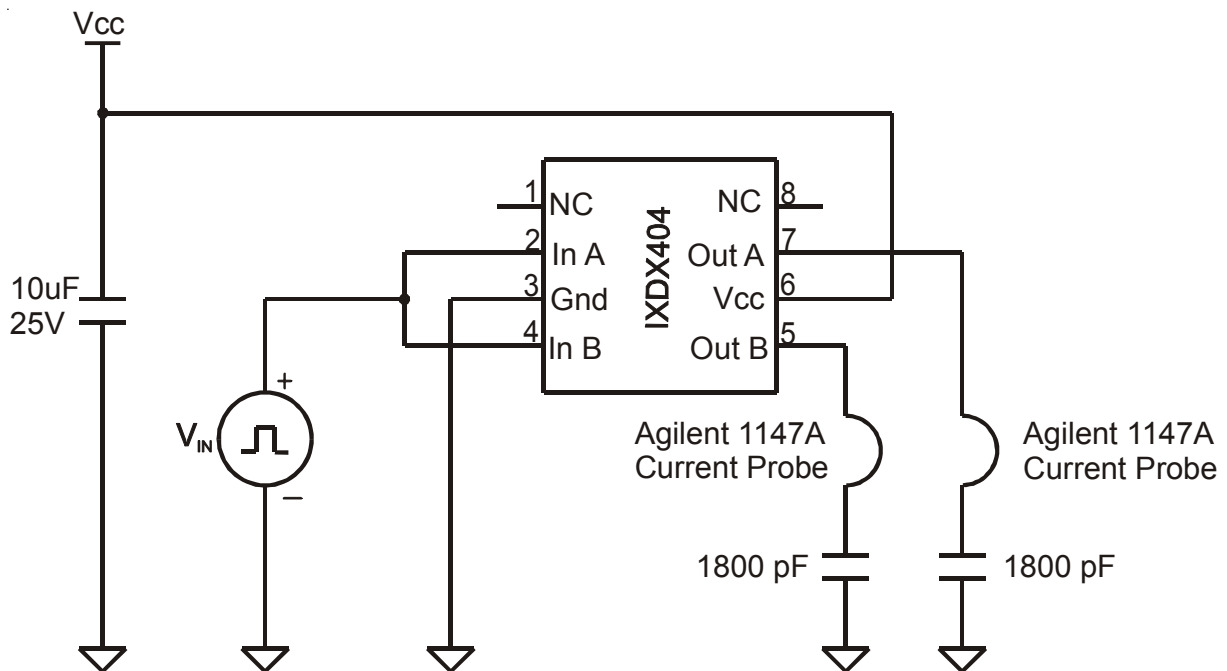 Vcc
10uF
25V
V_IN
+
−
1
NC
2
In A
3
Gnd
4
In B
IXDX404
8
NC
7
Out A
6
Vcc
5
Out B
Agilent 1147A
Current Probe
Agilent 1147A
Current Probe
1800 pF
1800 pF